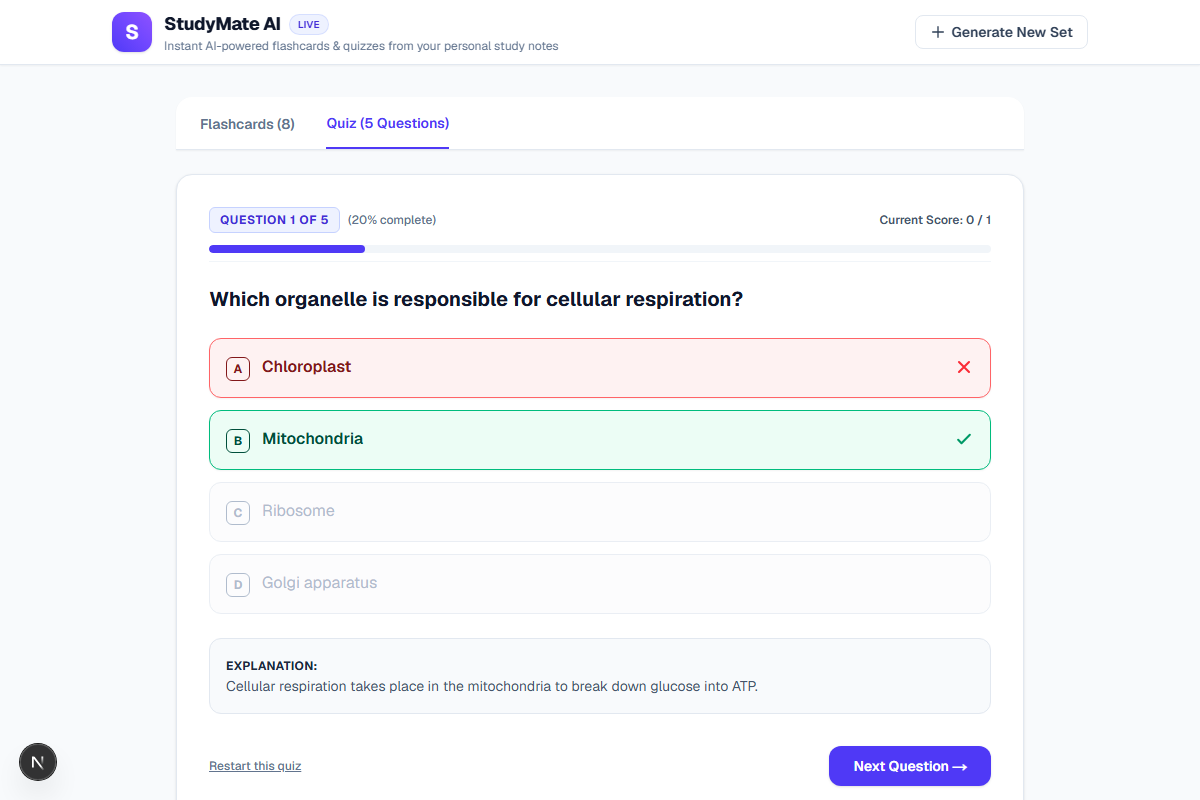 S
StudyMate AI LIVE
Instant AI-powered flashcards & quizzes from your personal study notes
+ Generate New Set
Flashcards (8)
Quiz (5 Questions)
QUESTION 1 OF 5 (20% complete)
Current Score: 0 / 1
Which organelle is responsible for cellular respiration?
A Chloroplast
B Mitochondria
C Ribosome
D Golgi apparatus
EXPLANATION:
Cellular respiration takes place in the mitochondria to break down glucose into ATP.
N
Restart this quiz
Next Question →